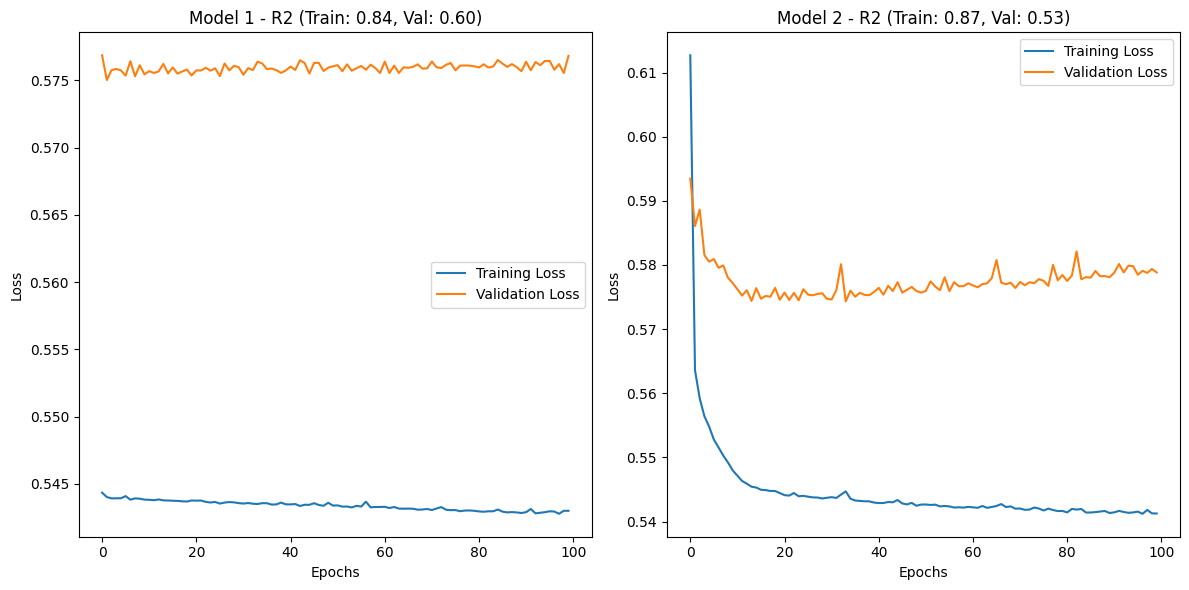 Model 1 - R2 (Train: 0.84, Val: 0.60)
0.575
0.570
0.565
0.560
0.555
0.550
0.545
Loss
Training Loss
Validation Loss
0 20 40 60 80 100
Epochs
Model 2 - R2 (Train: 0.87, Val: 0.53)
0.61
0.60
0.59
0.58
0.57
0.56
0.55
0.54
Loss
Training Loss
Validation Loss
0 20 40 60 80 100
Epochs